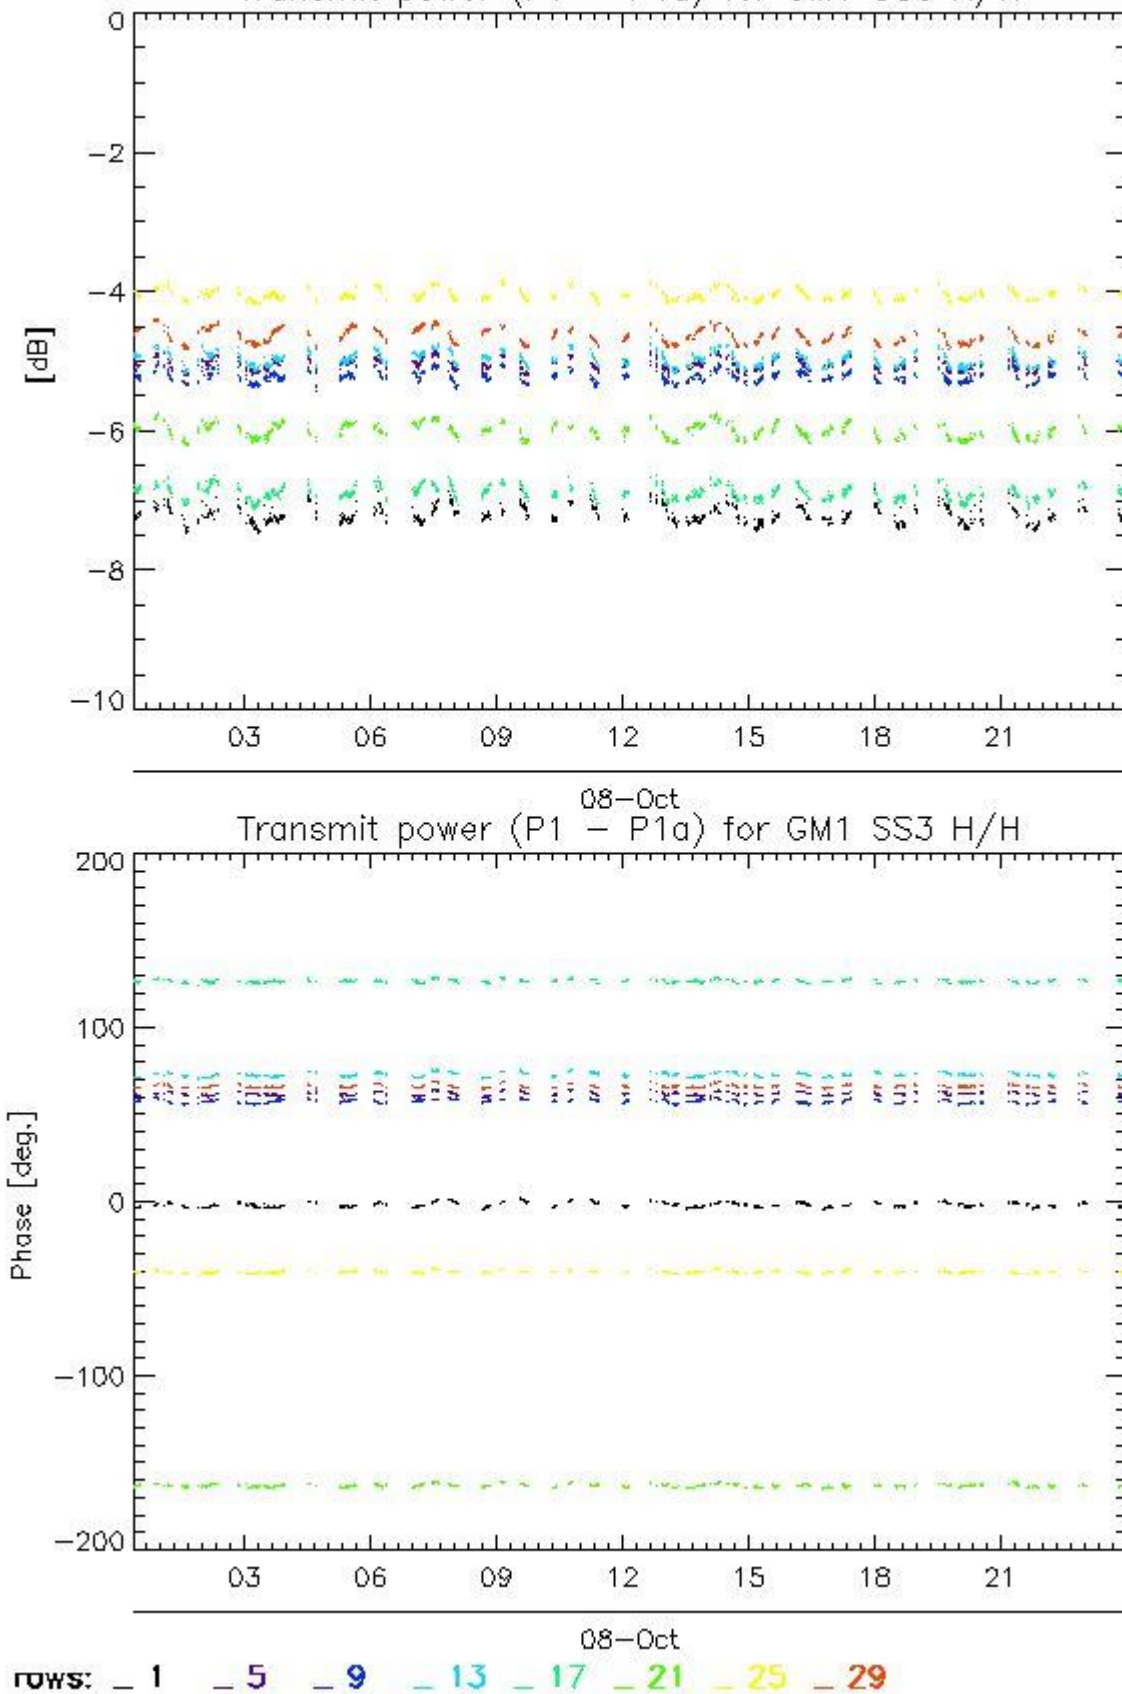 0
−2
−4
[dB]
−6
−8
−10
03 06 09 12 15 18 21
08−Oct
Transmit power (P1 − P1a) for GM1 SS3 H/H
200
100
0
Phase [deg.]
−100
−200
03 06 09 12 15 18 21
08−Oct
rows: _ 1 _ 5 _ 9 _ 13 _ 17 _ 21 _ 25 _ 29